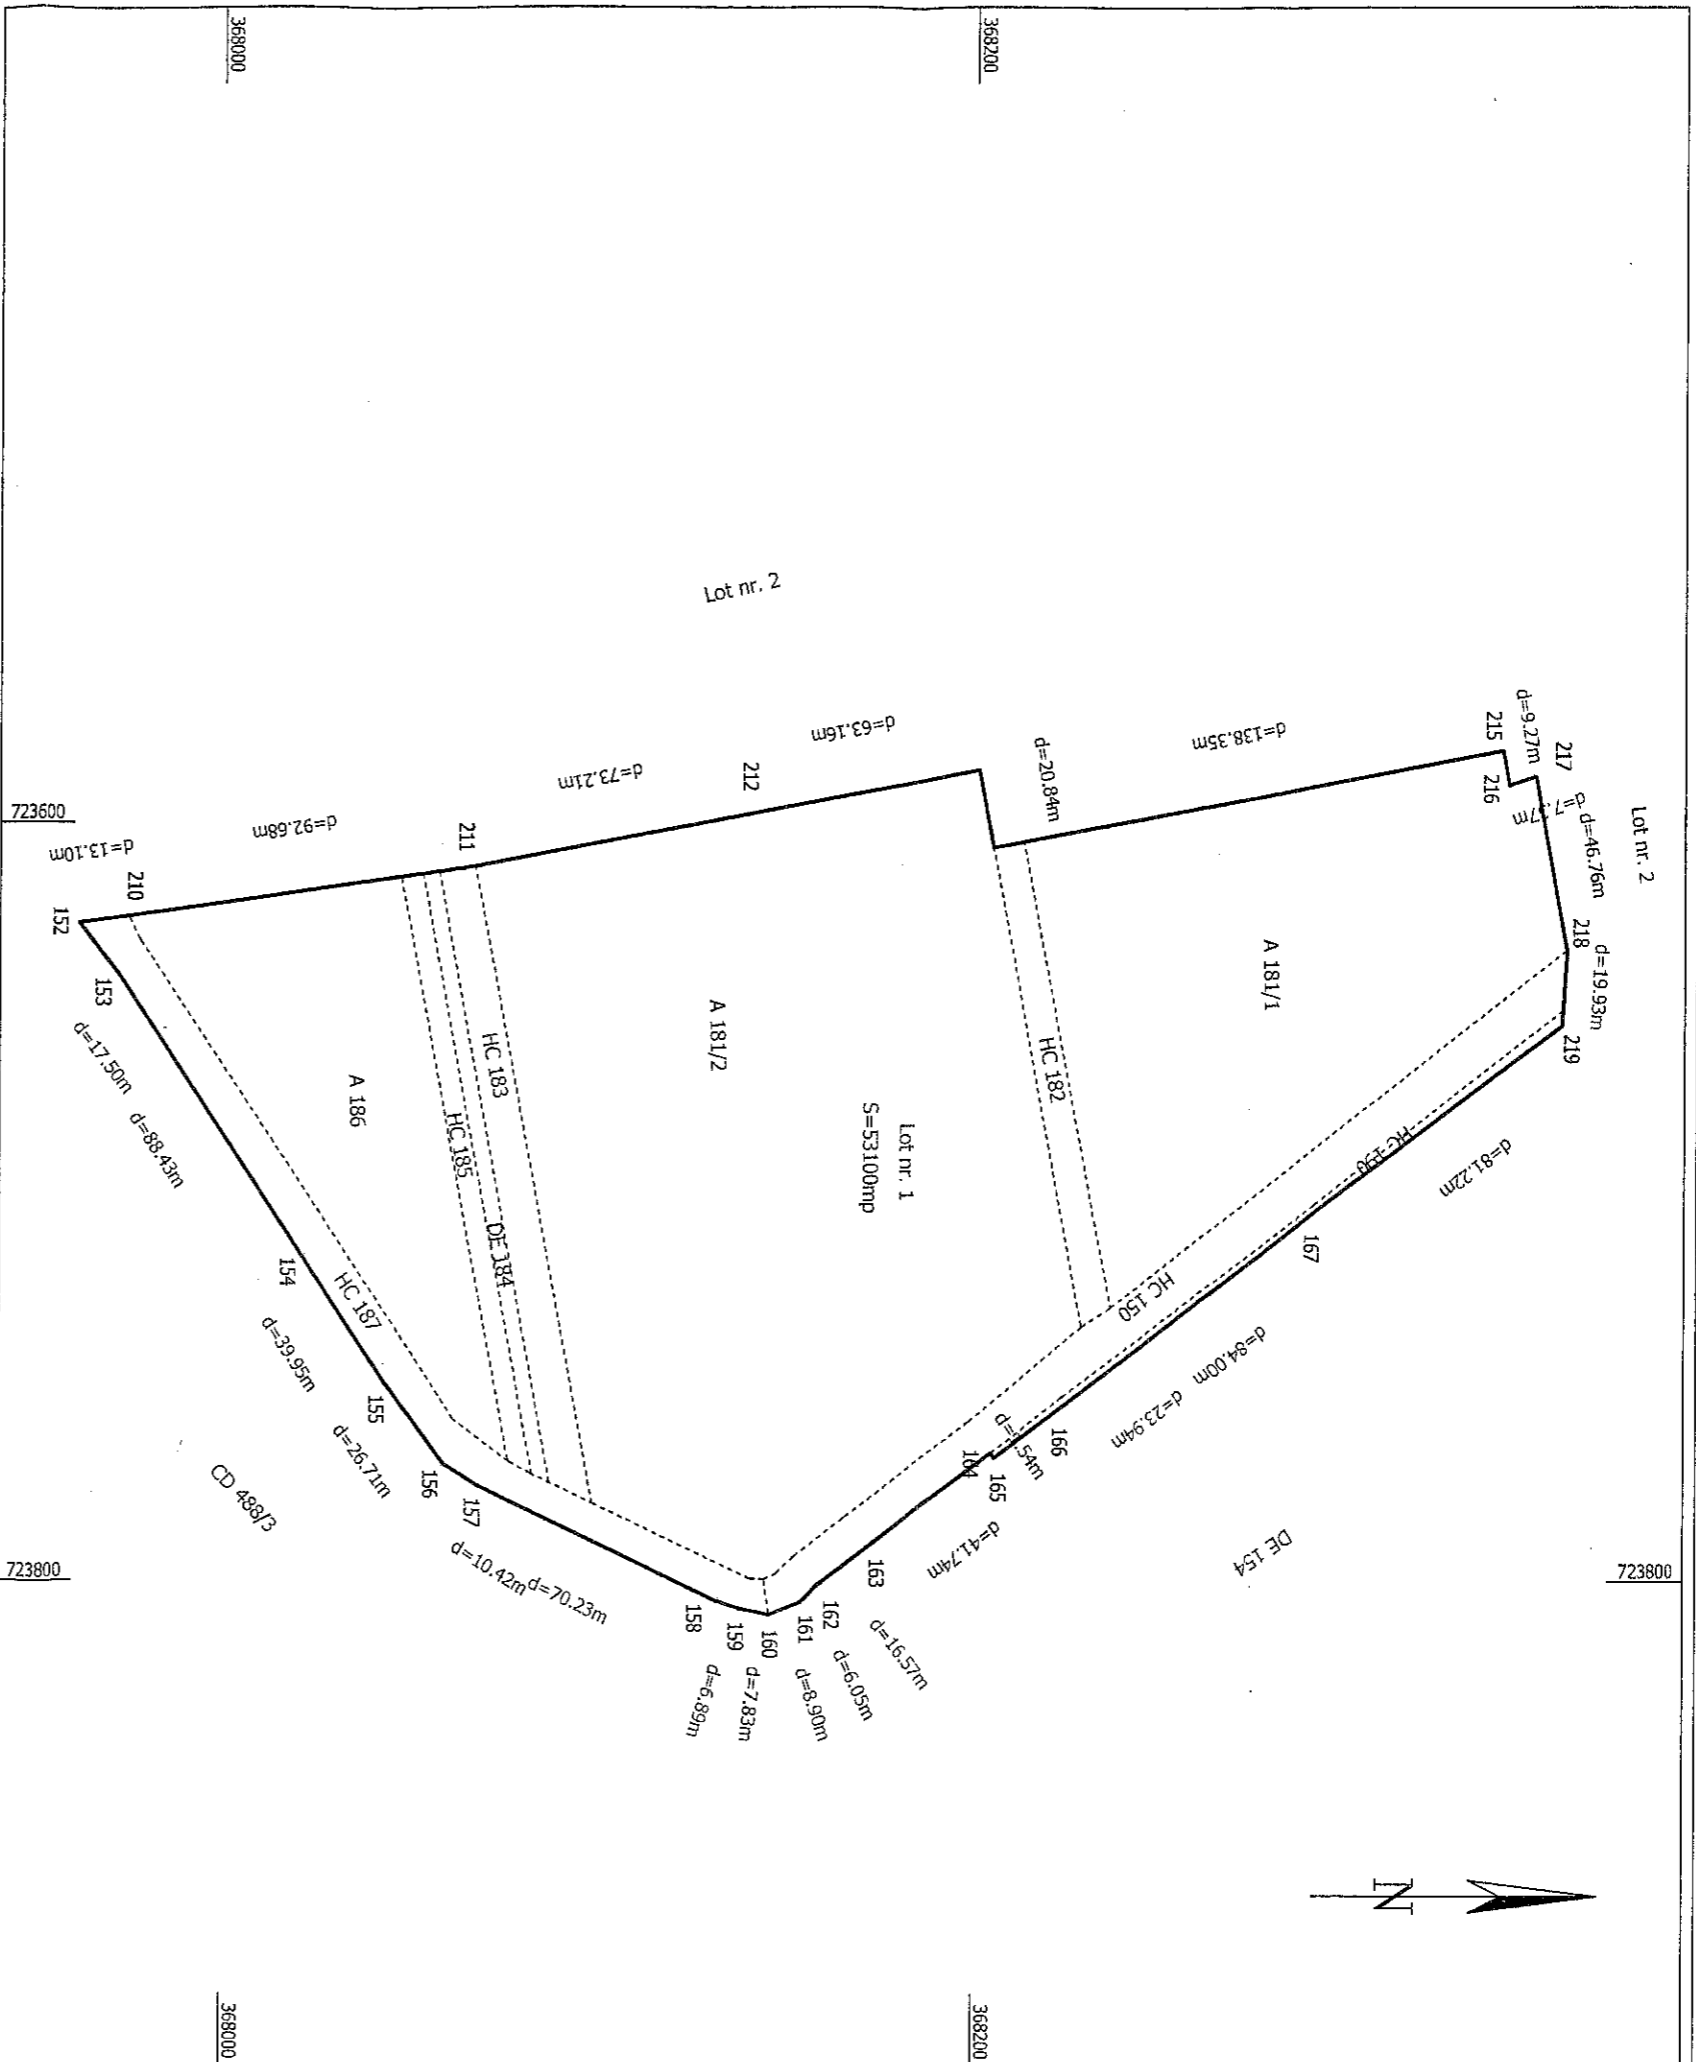 368000
368200
Lot nr. 2
d=63.16m
d=138.35m
d=20.84m
215
d=9.27m
217
216
d=46.76m
Lot nr. 2
218
d=19.93m
219
d=73.21m
212
723600
d=13.10m
d=92.68m
211
210
152
153
d=17.50m
d=88.43m
A 181/1
A 181/2
HC 182
HC 183
A 186
HC 185
DE 184
Lot nr. 1
S=53100mp
HC 190
d=81.22m
167
154
HC 187
HC 150
d=39.95m
155
d=84.00m
d=23.94m
166
164
165
d=26.71m
156
157
CD 488/3
d=10.42m
d=70.23m
d=41.74m
DE 154
163
723800
723800
158
159
160
161
162
d=16.57m
d=6.89m
d=7.83m
d=8.90m
d=6.05m
N
368000
368200